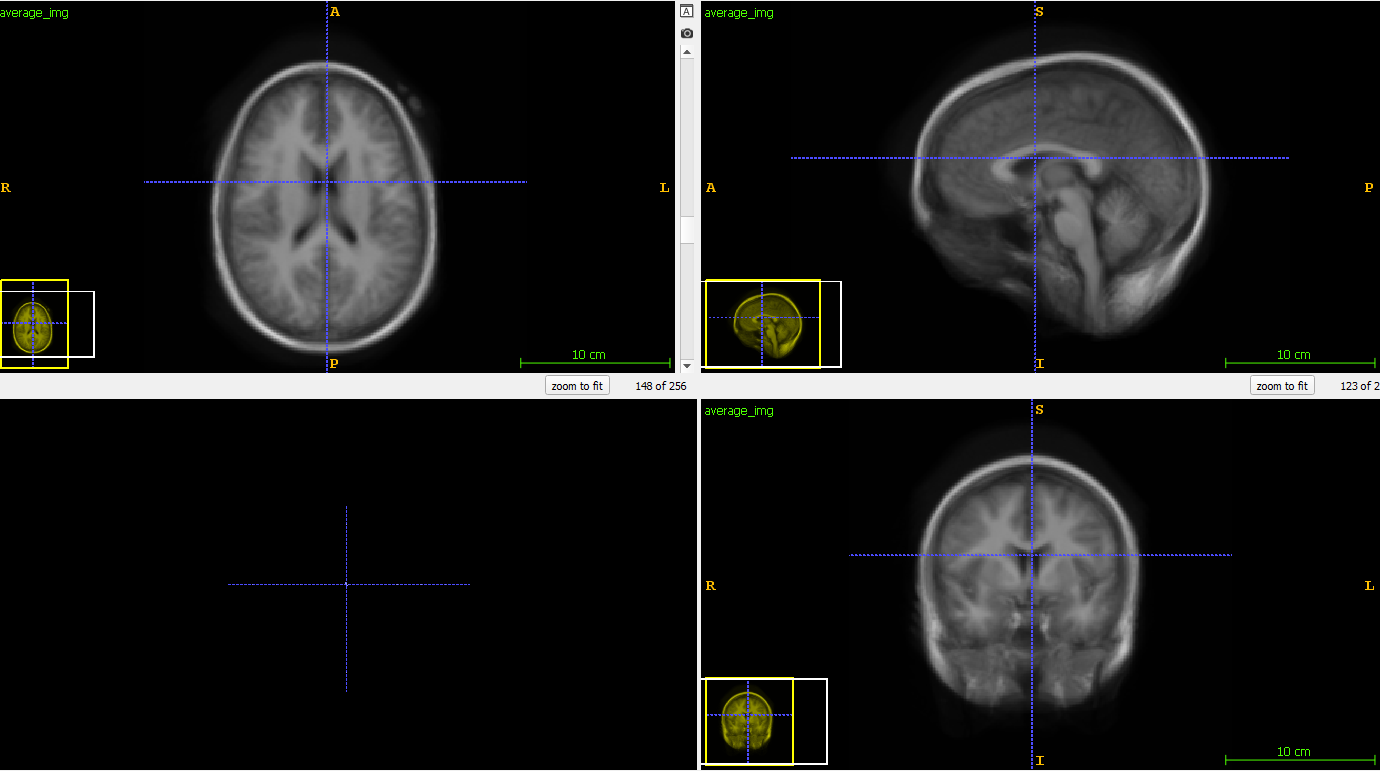 average_img
A
A
R
L
P
10 cm
zoom to fit
148 of 256
average_img
S
A
P
I
10 cm
zoom to fit
123 of 2
average_img
S
R
L
I
10 cm